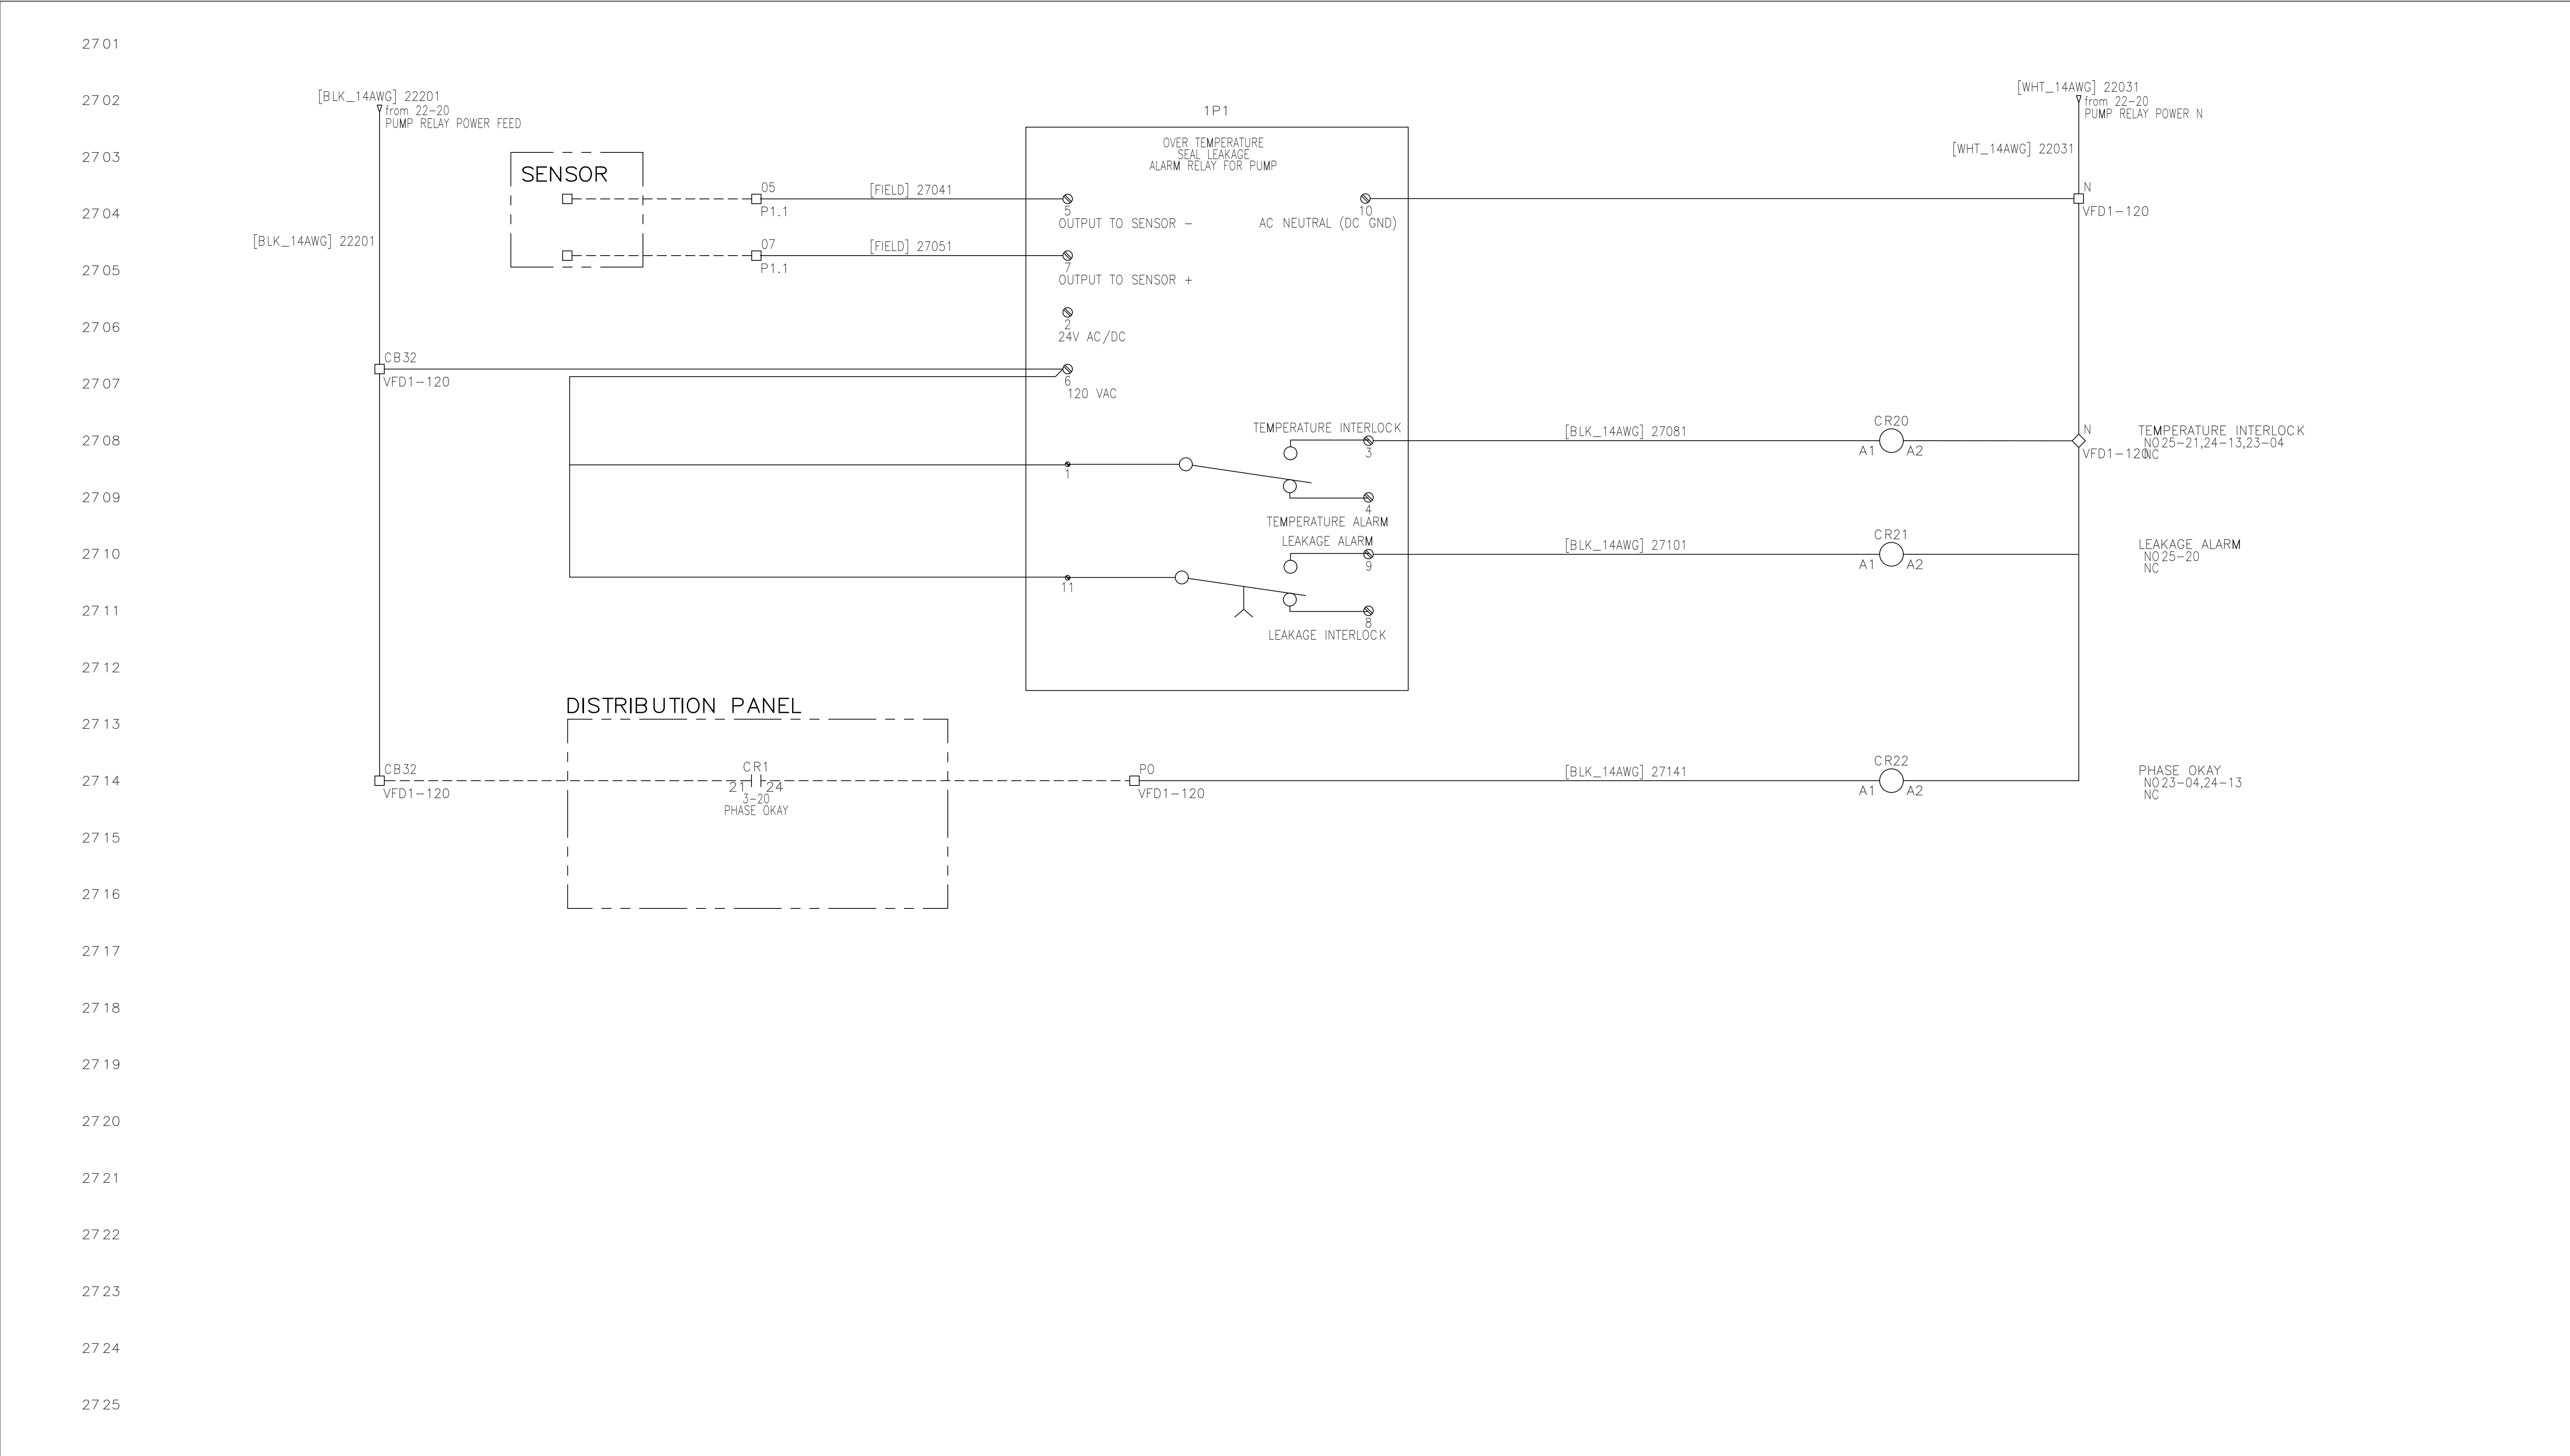 2701
2702
[BLK_14AWG] 22201
from 22-20
PUMP RELAY POWER FEED
1P1
[WHT_14AWG] 22031
from 22-20
PUMP RELAY POWER N
2703
SENSOR
OVER TEMPERATURE
SEAL LEAKAGE
ALARM RELAY FOR PUMP
[WHT_14AWG] 22031
2704
05
P1.1
[FIELD] 27041
5
OUTPUT TO SENSOR -
10
AC NEUTRAL (DC GND)
N
VFD1-120
[BLK_14AWG] 22201
2705
07
P1.1
[FIELD] 27051
7
OUTPUT TO SENSOR +
2706
2
24V AC/DC
2707
CB32
VFD1-120
6
120 VAC
2708
TEMPERATURE INTERLOCK
3
[BLK_14AWG] 27081
CR20
A1 A2
N
VFD1-120
TEMPERATURE INTERLOCK
NO25-21,24-13,23-04
NC
1
2709
4
TEMPERATURE ALARM
2710
LEAKAGE ALARM
9
[BLK_14AWG] 27101
CR21
A1 A2
LEAKAGE ALARM
NO25-20
NC
11
2711
8
LEAKAGE INTERLOCK
2712
DISTRIBUTION PANEL
2713
2714
CB32
VFD1-120
CR1
21 24
3-20
PHASE OKAY
PO
VFD1-120
[BLK_14AWG] 27141
CR22
A1 A2
PHASE OKAY
NO23-04,24-13
NC
2715
2716
2717
2718
2719
2720
2721
2722
2723
2724
2725